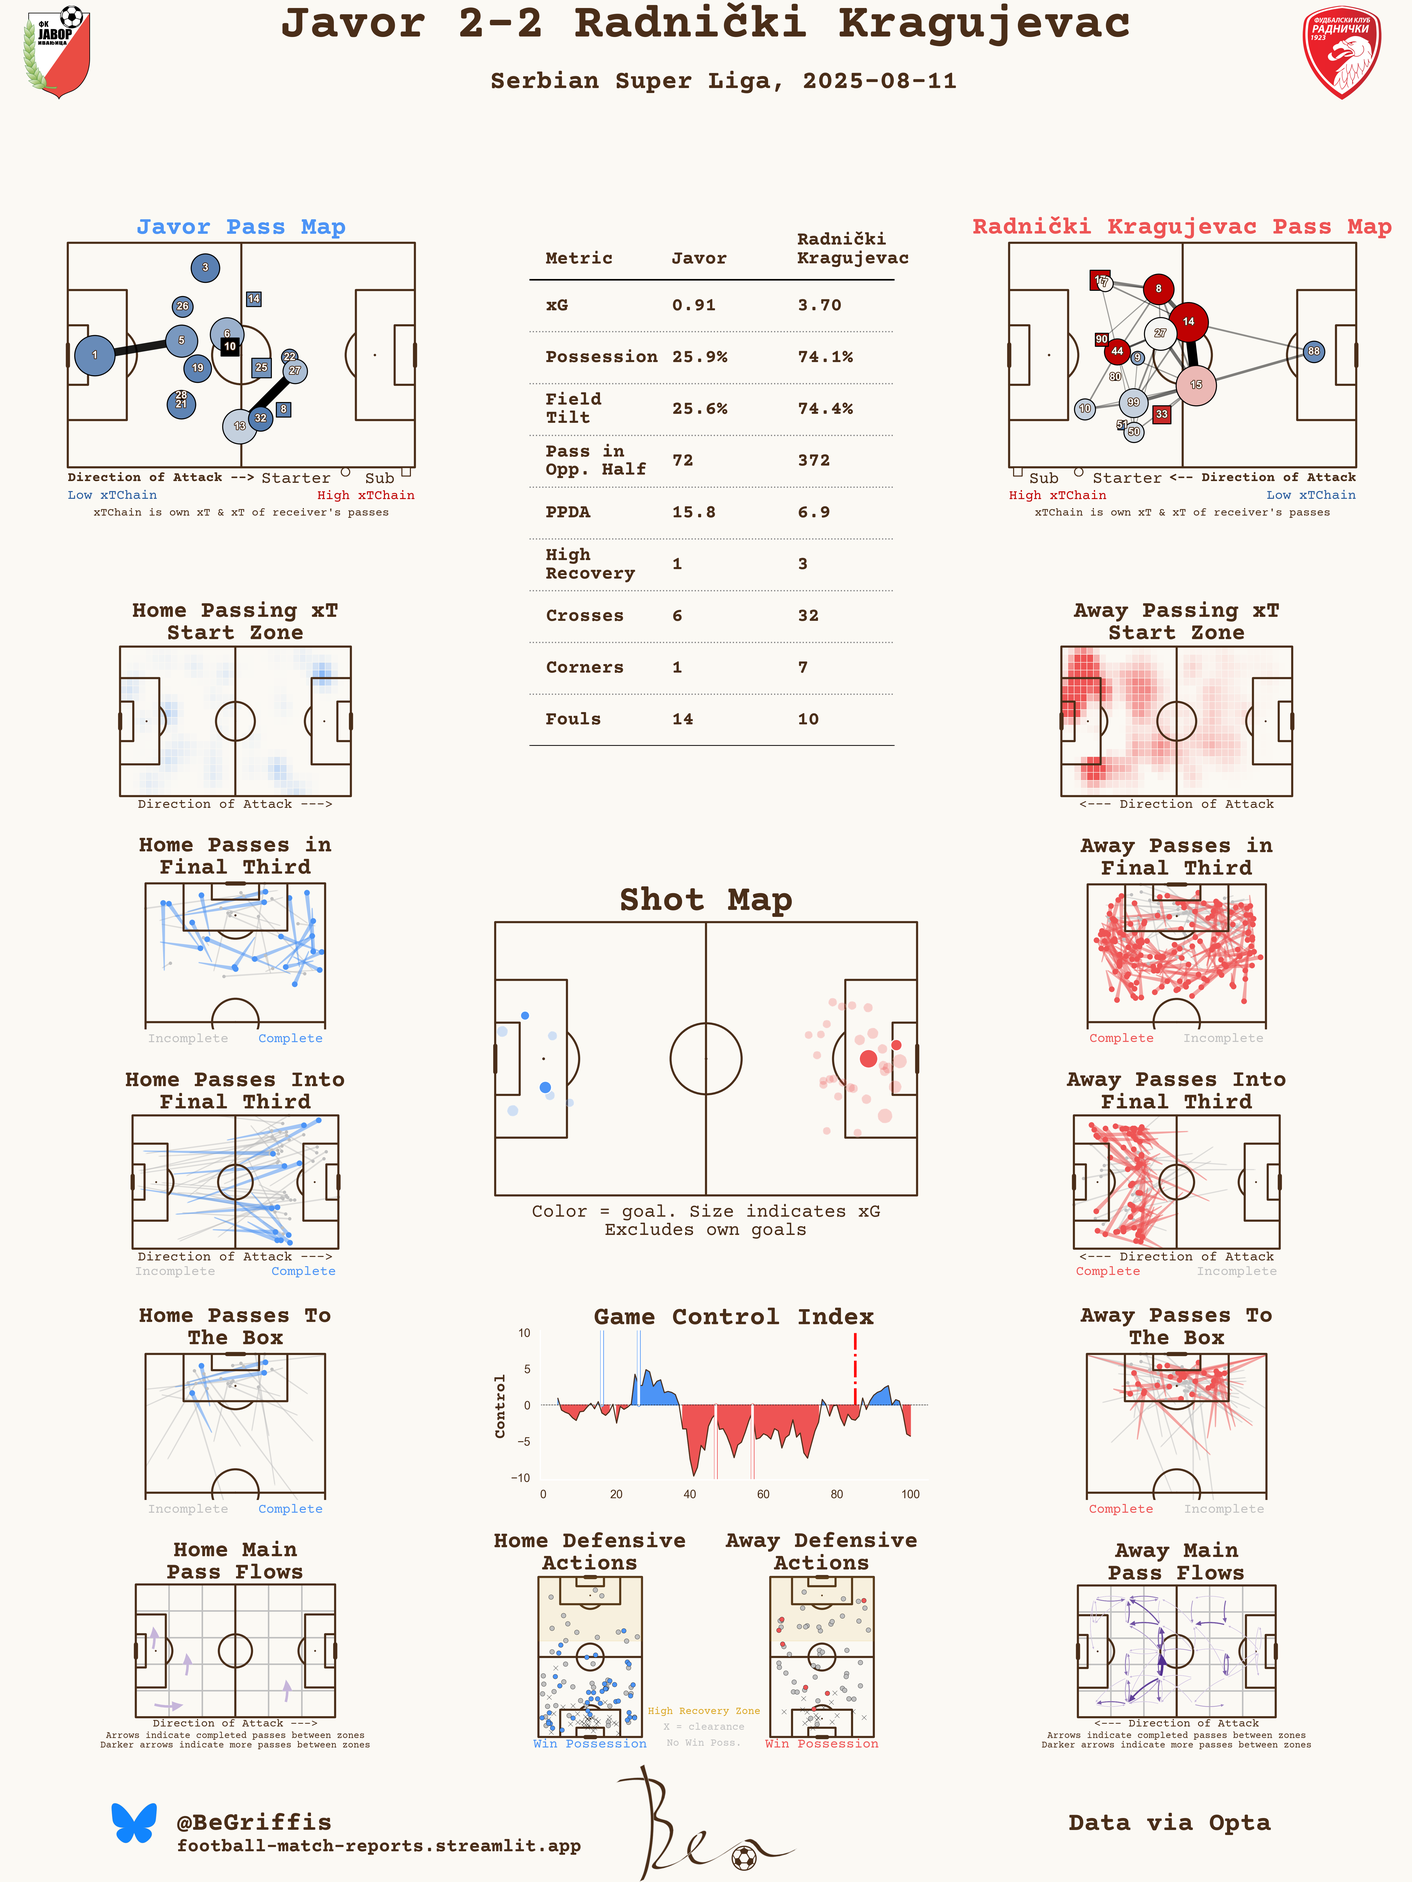 Javor 2-2 Radnički Kragujevac
Serbian Super Liga, 2025-08-11
ФК
ЈАВОР
ИВАЊИЦА
ФУДБАЛСКИ КЛУБ
РАДНИЧКИ
1923
Javor Pass Map
3
14
26
6
5
10
1
22
19
25
27
28
21
8
32
13
Direction of Attack --> Starter Sub
Low xTChain High xTChain
xTChain is own xT & xT of receiver's passes
Metric Javor Radnički
Kragujevac
xG 0.91 3.70
Possession 25.9% 74.1%
Field
Tilt 25.6% 74.4%
Pass in
Opp. Half 72 372
PPDA 15.8 6.9
High
Recovery 1 3
Crosses 6 32
Corners 1 7
Fouls 14 10
Radnički Kragujevac Pass Map
7
8
14
27
90
44
9
88
80
15
99
10
33
51
50
Sub Starter <-- Direction of Attack
High xTChain Low xTChain
xTChain is own xT & xT of receiver's passes
Home Passing xT
Start Zone
Direction of Attack --->
Away Passing xT
Start Zone
<--- Direction of Attack
Home Passes in
Final Third
Incomplete Complete
Away Passes in
Final Third
Complete Incomplete
Shot Map
Color = goal. Size indicates xG
Excludes own goals
Home Passes Into
Final Third
Direction of Attack --->
Incomplete Complete
Away Passes Into
Final Third
<--- Direction of Attack
Complete Incomplete
Home Passes To
The Box
Incomplete Complete
Game Control Index
Control
10
5
0
−5
−10
0 20 40 60 80 100
Away Passes To
The Box
Complete Incomplete
Home Main
Pass Flows
Direction of Attack --->
Arrows indicate completed passes between zones
Darker arrows indicate more passes between zones
Home Defensive
Actions
Win Possession
Away Defensive
Actions
Win Possession
High Recovery Zone
X = clearance
No Win Poss.
Away Main
Pass Flows
<--- Direction of Attack
Arrows indicate completed passes between zones
Darker arrows indicate more passes between zones
@BeGriffis
football-match-reports.streamlit.app
Ben
Data via Opta